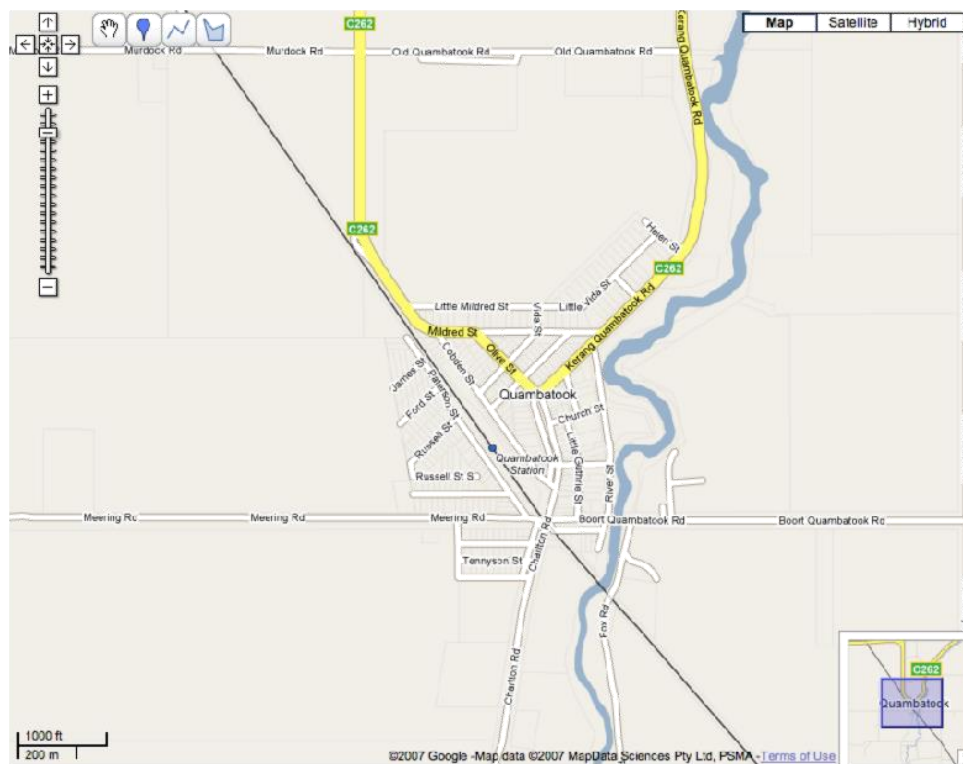 C262
Map
Satellite
Hybrid
Murdock Rd
Murdock Rd
Old Quambatook Rd
Old Quambatook Rd
Kerang Quambatook Rd
C262
Helen St
C262
Little Mildred St
Vida St
Little
Vida St
Mildred St
Olive St
Kerang Quambatook Rd
Cobden St
James St
Paterson St
Quambatook
Ford St
Church St
Russell St
Little Guthrie St
Quambatook
Station
Russell St S
River St
Meering Rd
Meering Rd
Meering Rd
Boort Quambatook Rd
Boort Quambatook Rd
Charlton Rd
Tennyson St
Fox Rd
Charlton Rd
C262
Quambatook
1000 ft
200 m
©2007 Google - Map data ©2007 MapData Sciences Pty Ltd, PSMA - Terms of Use